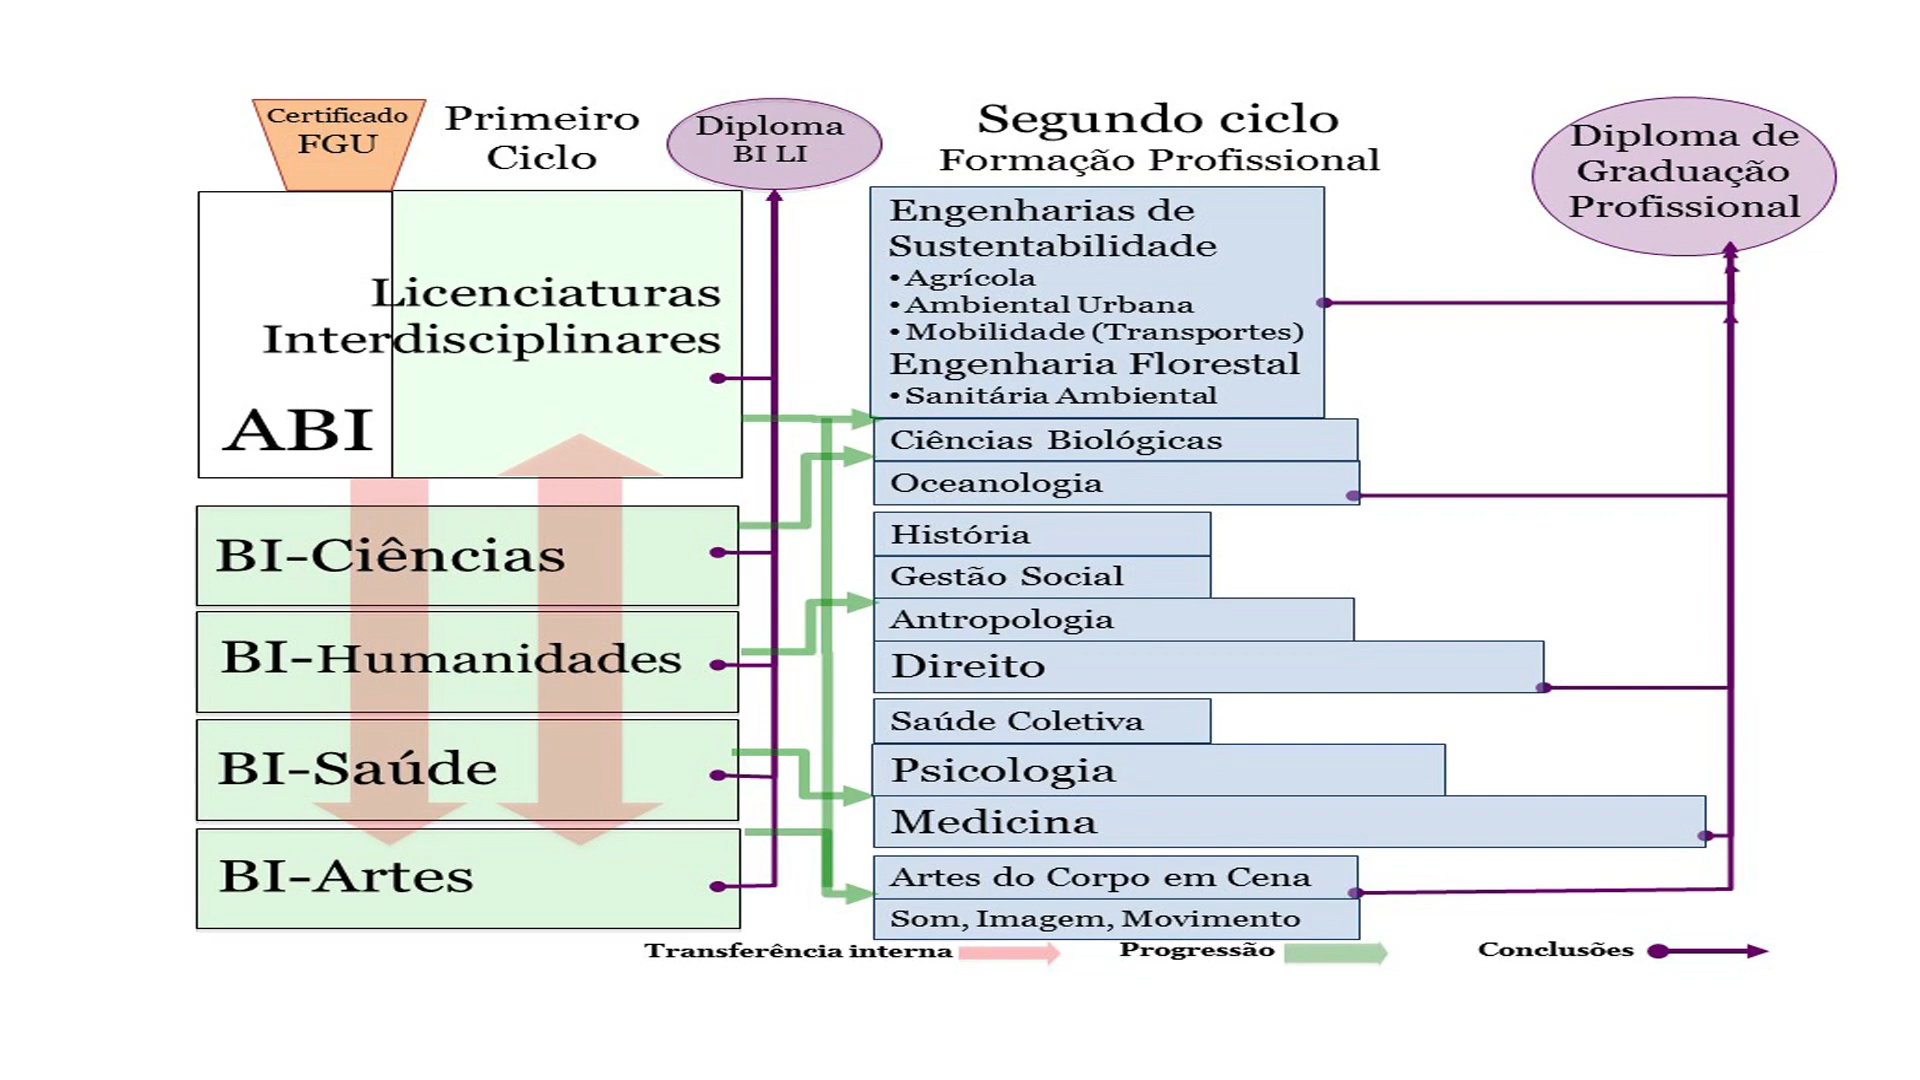 Certificado
FGU
Primeiro
Ciclo
Diploma
BI LI
Segundo ciclo
Formação Profissional
Diploma de
Graduação
Profissional
Licenciaturas
Interdisciplinares
ABI
BI-Ciências
BI-Humanidades
BI-Saúde
BI-Artes
Engenharias de
Sustentabilidade
•Agrícola
•Ambiental Urbana
•Mobilidade (Transportes)
Engenharia Florestal
•Sanitária Ambiental
Ciências Biológicas
Oceanologia
História
Gestão Social
Antropologia
Direito
Saúde Coletiva
Psicologia
Medicina
Artes do Corpo em Cena
Som, Imagem, Movimento
Transferência interna
Progressão
Conclusões